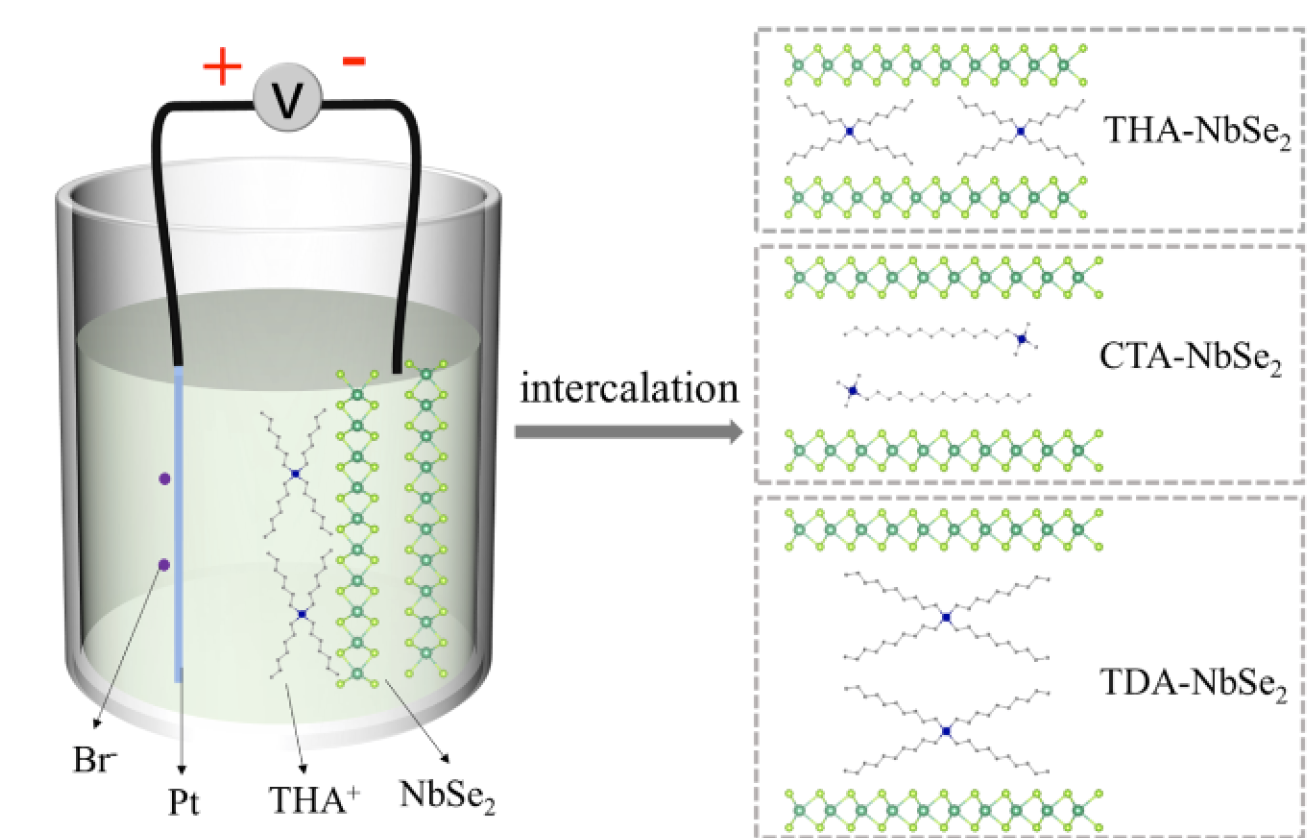 + -
V
Br⁻
Pt
THA⁺
NbSe₂
intercalation
THA-NbSe₂
CTA-NbSe₂
TDA-NbSe₂